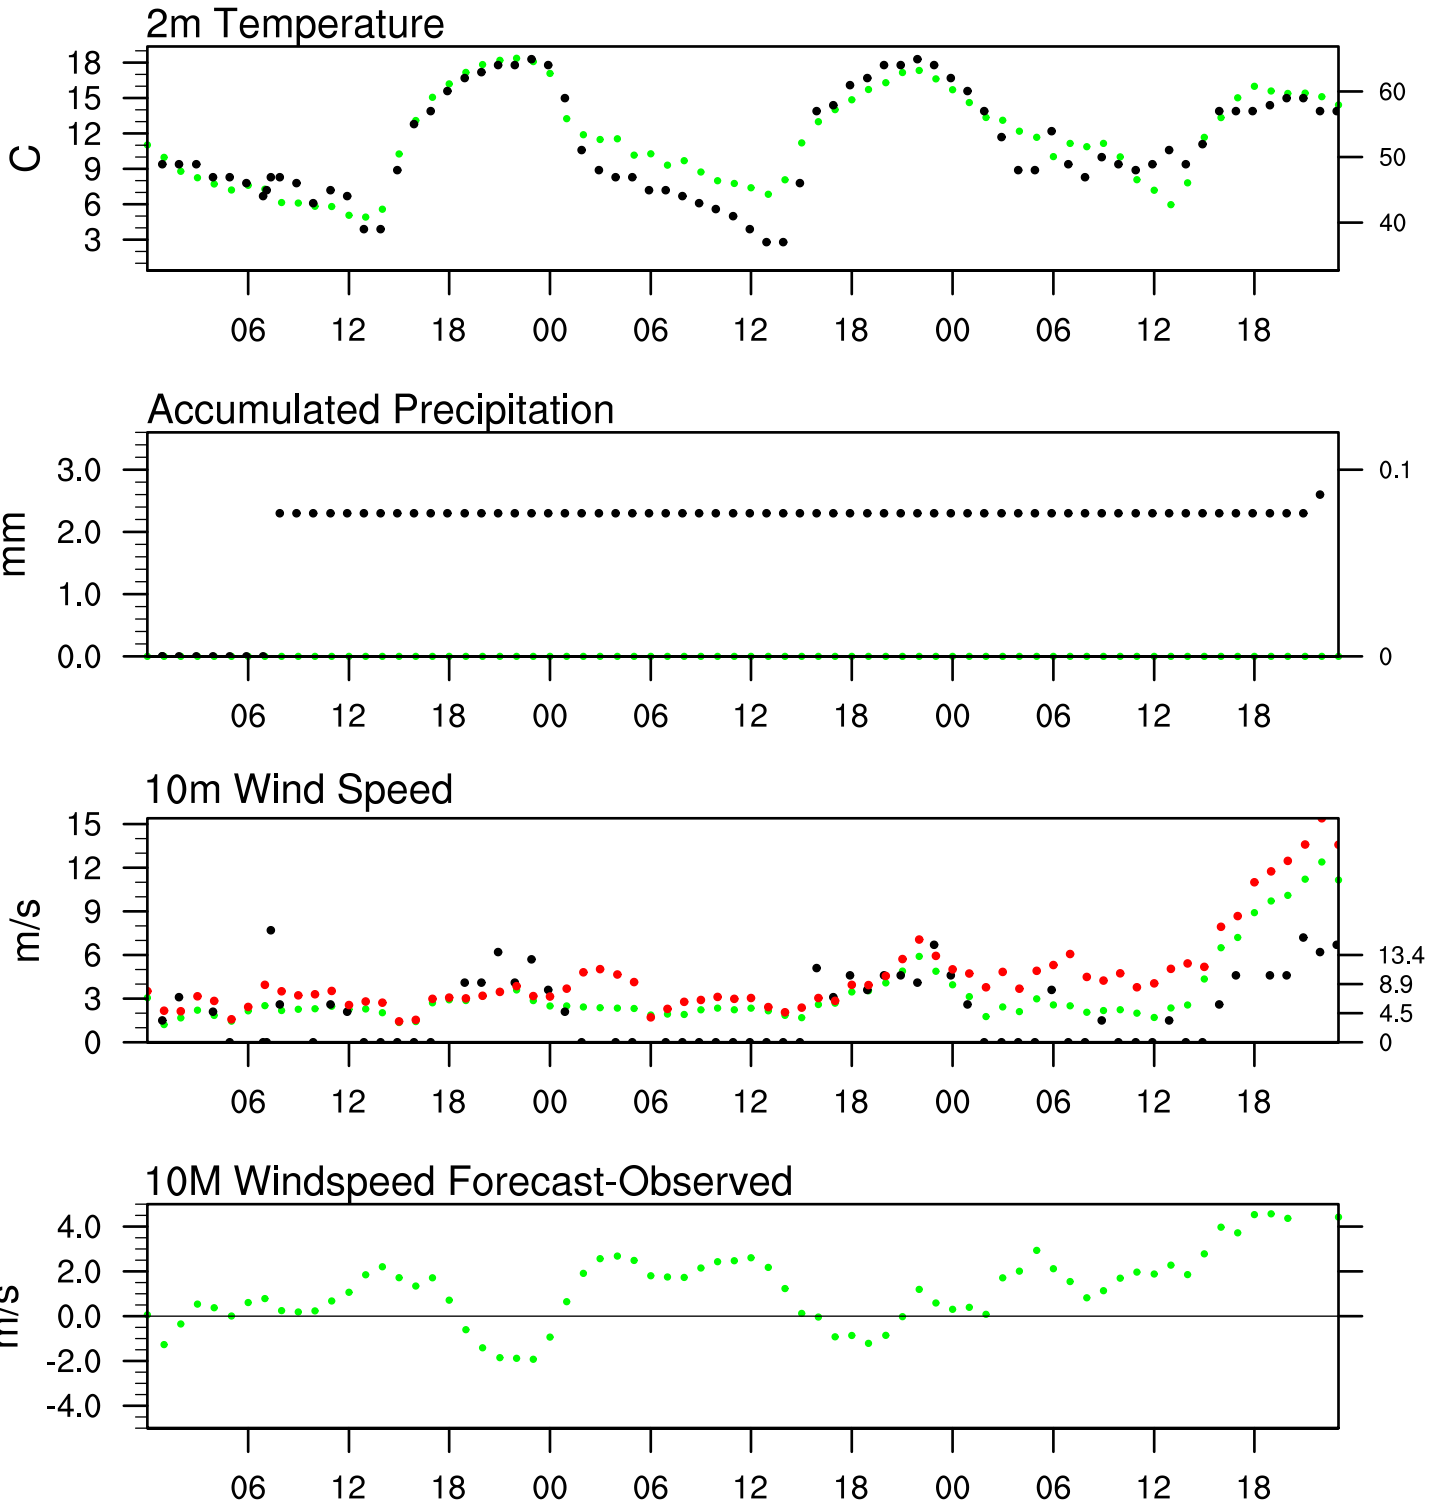 2m Temperature
18
15
12
9
6
3
C
60
50
40
06 12 18 00 06 12 18 00 06 12 18
Accumulated Precipitation
3.0
2.0
1.0
0.0
mm
0.1
0
06 12 18 00 06 12 18 00 06 12 18
10m Wind Speed
15
12
9
6
3
0
m/s
13.4
8.9
4.5
0
06 12 18 00 06 12 18 00 06 12 18
10M Windspeed Forecast-Observed
4.0
2.0
0.0
-2.0
-4.0
m/s
06 12 18 00 06 12 18 00 06 12 18